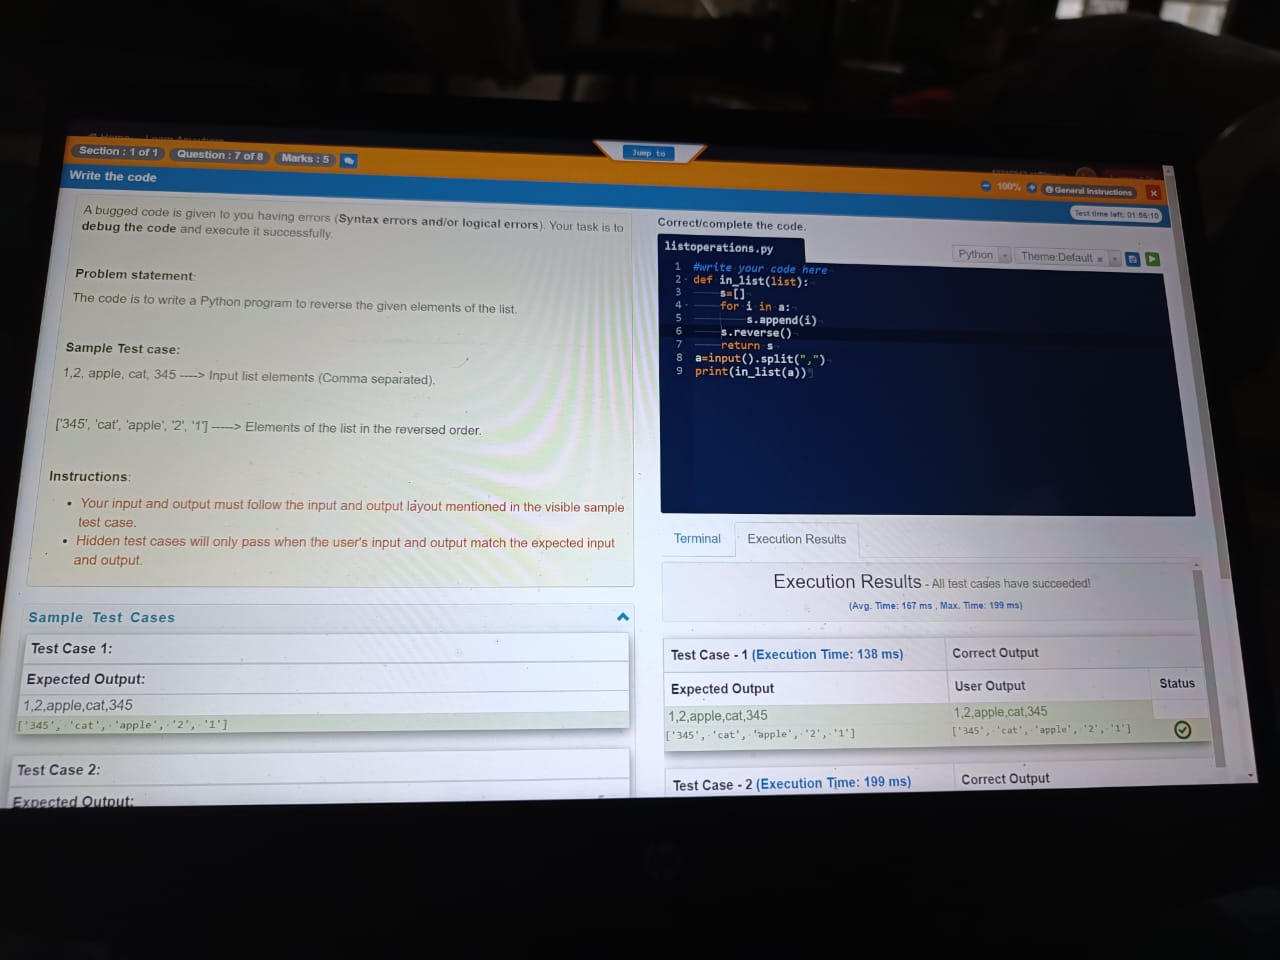 Section : 1 of 1 Question : 7 of 8 Marks : 5
Jump to
100% General Instructions
Write the code
Test time left: 01:56:10
A bugged code is given to you having errors (Syntax errors and/or logical errors). Your task is to
debug the code and execute it successfully.
Problem statement:
The code is to write a Python program to reverse the given elements of the list.
Sample Test case:
1,2, apple, cat, 345 ----> Input list elements (Comma separated).
['345', 'cat', 'apple', '2', '1'] -----> Elements of the list in the reversed order.
Instructions:
• Your input and output must follow the input and output layout mentioned in the visible sample
test case.
• Hidden test cases will only pass when the user's input and output match the expected input
and output.
Sample Test Cases
Test Case 1:
Expected Output:
1,2,apple,cat,345
['345', 'cat', 'apple', '2', '1']
Test Case 2:
Expected Output:
Correct/complete the code.
listoperations.py
Python Theme:Default
1 #write your code here
2 def in_list(list):
3 s=[]
4 for i in a:
5 s.append(i)
6 s.reverse()
7 return s
8 a=input().split(",")
9 print(in_list(a))
Terminal Execution Results
Execution Results - All test cases have succeeded!
(Avg. Time: 167 ms , Max. Time: 199 ms)
Test Case - 1 (Execution Time: 138 ms) Correct Output
Expected Output User Output Status
1,2,apple,cat,345 1,2,apple,cat,345
['345', 'cat', 'apple', '2', '1'] ['345', 'cat', 'apple', '2', '1']
Test Case - 2 (Execution Time: 199 ms) Correct Output